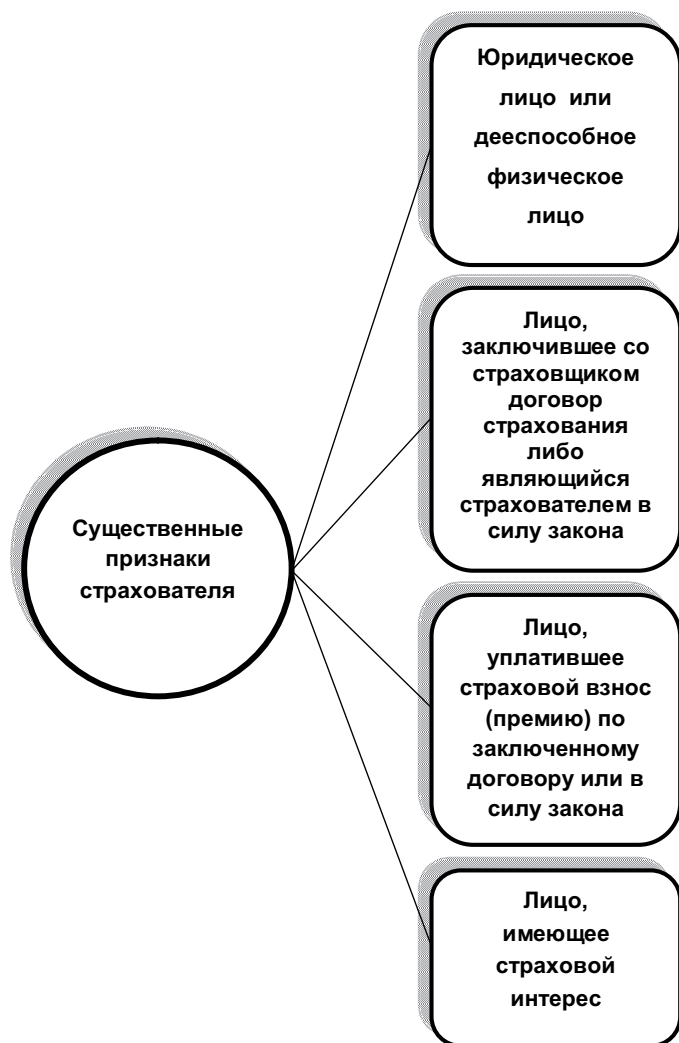 Существенные
признаки
страхователя
Юридическое
лицо или
дееспособное
физическое
лицо
Лицо,
заключившее со
страховщиком
договор
страхования
либо
являющийся
страхователем в
силу закона
Лицо,
уплатившее
страховой взнос
(премию) по
заключенному
договору или в
силу закона
Лицо,
имеющее
страховой
интерес